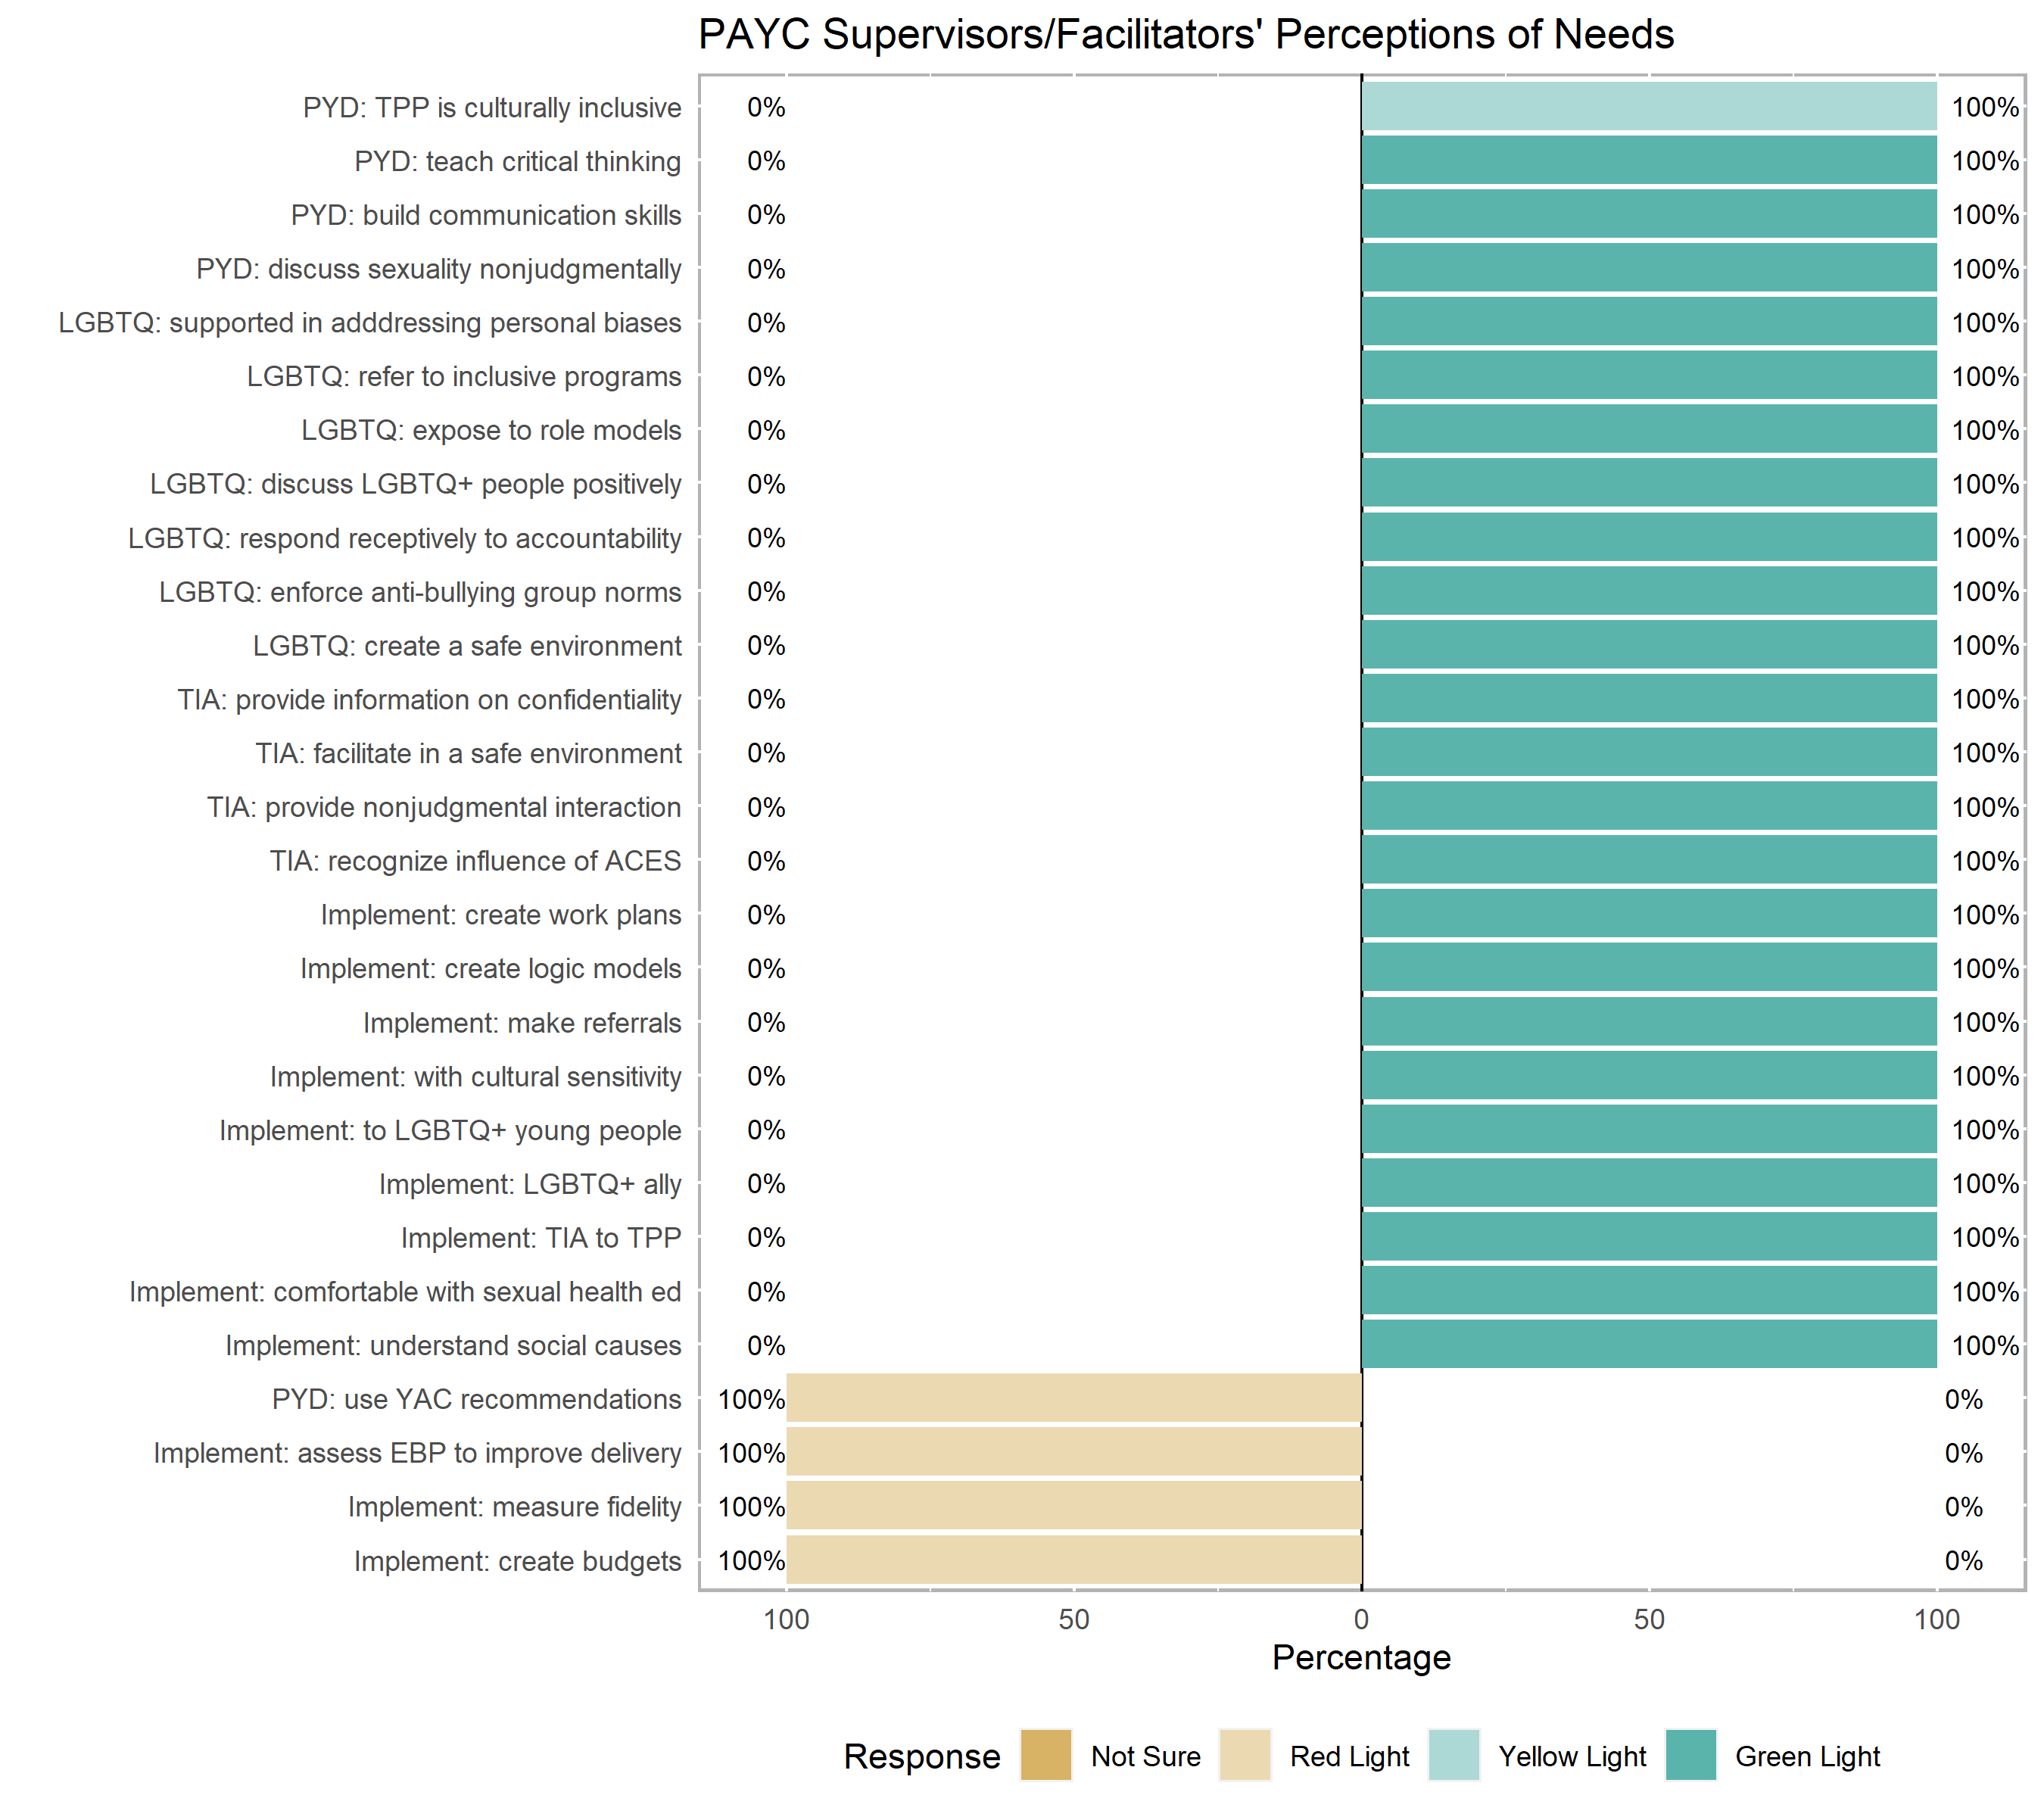 PAYC Supervisors/Facilitators' Perceptions of Needs
PYD: TPP is culturally inclusive 0% 100%
PYD: teach critical thinking 0% 100%
PYD: build communication skills 0% 100%
PYD: discuss sexuality nonjudgmentally 0% 100%
LGBTQ: supported in adddressing personal biases 0% 100%
LGBTQ: refer to inclusive programs 0% 100%
LGBTQ: expose to role models 0% 100%
LGBTQ: discuss LGBTQ+ people positively 0% 100%
LGBTQ: respond receptively to accountability 0% 100%
LGBTQ: enforce anti-bullying group norms 0% 100%
LGBTQ: create a safe environment 0% 100%
TIA: provide information on confidentiality 0% 100%
TIA: facilitate in a safe environment 0% 100%
TIA: provide nonjudgmental interaction 0% 100%
TIA: recognize influence of ACES 0% 100%
Implement: create work plans 0% 100%
Implement: create logic models 0% 100%
Implement: make referrals 0% 100%
Implement: with cultural sensitivity 0% 100%
Implement: to LGBTQ+ young people 0% 100%
Implement: LGBTQ+ ally 0% 100%
Implement: TIA to TPP 0% 100%
Implement: comfortable with sexual health ed 0% 100%
Implement: understand social causes 0% 100%
PYD: use YAC recommendations 100% 0%
Implement: assess EBP to improve delivery 100% 0%
Implement: measure fidelity 100% 0%
Implement: create budgets 100% 0%
100 50 0 50 100
Percentage
Response Not Sure Red Light Yellow Light Green Light